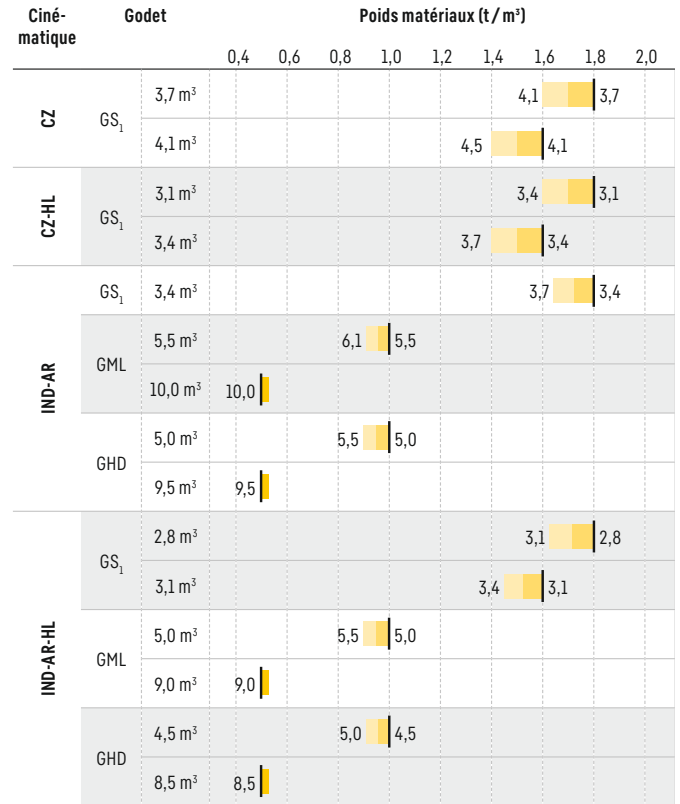 Ciné-
matique
Godet
Poids matériaux (t / m³)
0,4 0,6 0,8 1,0 1,2 1,4 1,6 1,8 2,0
CZ
GS₁
3,7 m³ 4,1 3,7
4,1 m³ 4,5 4,1
CZ-HL
GS₁
3,1 m³ 3,4 3,1
3,4 m³ 3,7 3,4
IND-AR
GS₁ 3,4 m³ 3,7 3,4
GML
5,5 m³ 6,1 5,5
10,0 m³ 10,0
GHD
5,0 m³ 5,5 5,0
9,5 m³ 9,5
IND-AR-HL
GS₁
2,8 m³ 3,1 2,8
3,1 m³ 3,4 3,1
GML
5,0 m³ 5,5 5,0
9,0 m³ 9,0
GHD
4,5 m³ 5,0 4,5
8,5 m³ 8,5